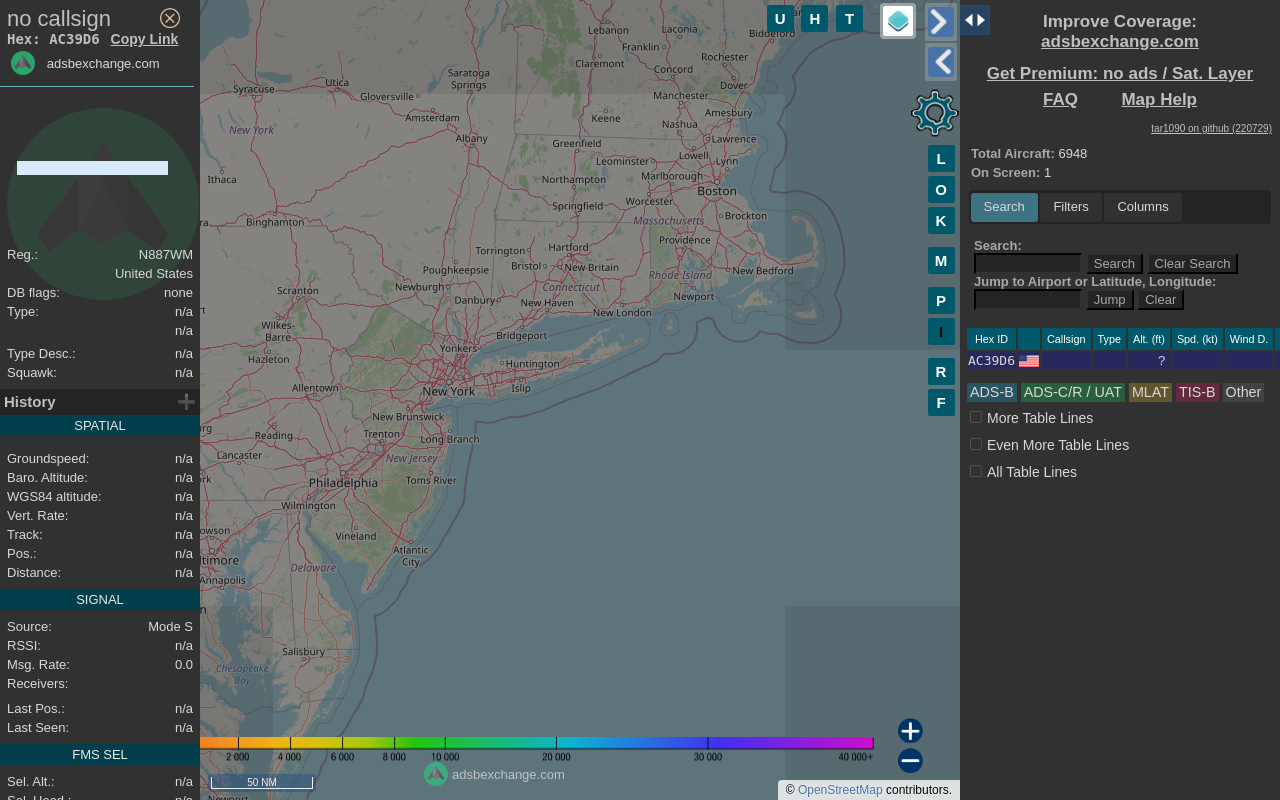 no callsign
Hex: AC39D6 Copy Link
adsbexchange.com
Reg.: N887WM
United States
DB flags: none
Type: n/a
n/a
Type Desc.: n/a
Squawk: n/a
History
SPATIAL
Groundspeed: n/a
Baro. Altitude: n/a
WGS84 altitude: n/a
Vert. Rate: n/a
Track: n/a
Pos.: n/a
Distance: n/a
SIGNAL
Source: Mode S
RSSI: n/a
Msg. Rate: 0.0
Receivers:
Last Pos.: n/a
Last Seen: n/a
FMS SEL
Sel. Alt.: n/a
Sel. Head.: n/a
U H T
L
O
K
M
P
I
R
F
Lebanon
Laconia
Biddeford
Franklin
Claremont
Rochester
Concord
Dover
Saratoga
Springs
Utica
Syracuse
Gloversville
Manchester
Amesbury
Amsterdam
Keene
Nashua
New York
Albany
Greenfield
Lawrence
Lowell
Leominster
Lynn
Ithaca
Northampton
Marlborough
Boston
Springfield
Worcester
Brockton
Binghamton
Massachusetts
Torrington
Hartford
Providence
Poughkeepsie
Bristol
New Britain
New Bedford
Rhode Island
Newburgh
Connecticut
Scranton
Danbury
New Haven
Newport
New London
Wilkes-
Barre
Bridgeport
Yonkers
Hazleton
Huntington
Allentown
New York
Islip
New Brunswick
Reading
Trenton
Long Branch
Lancaster
New Jersey
Philadelphia
Toms River
Wilmington
Vineland
Atlantic
City
Delaware
Annapolis
Salisbury
Chesapeake
Bay
Newport
2 000 4 000 6 000 8 000 10 000 20 000 30 000 40 000+
50 NM
adsbexchange.com
© OpenStreetMap contributors.
Improve Coverage:
adsbexchange.com
Get Premium: no ads / Sat. Layer
FAQ Map Help
tar1090 on github (220729)
Total Aircraft: 6948
On Screen: 1
Search Filters Columns
Search:
Search Clear Search
Jump to Airport or Latitude, Longitude:
Jump Clear
Hex ID Callsign Type Alt. (ft) Spd. (kt) Wind D.
AC39D6 ?
ADS-B ADS-C/R / UAT MLAT TIS-B Other
More Table Lines
Even More Table Lines
All Table Lines